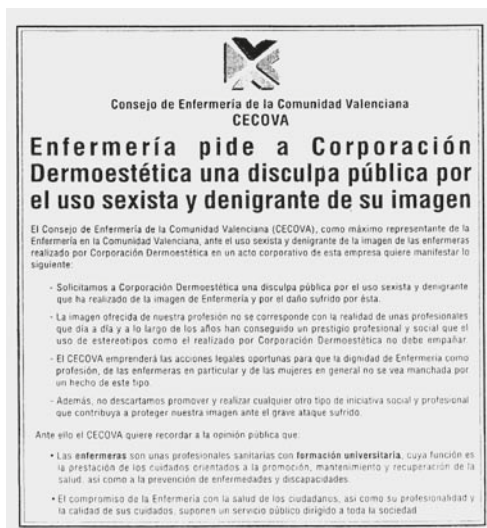 Consejo de Enfermería de la Comunidad Valenciana
CECOVA
Enfermería pide a Corporación
Dermoestética una disculpa pública por
el uso sexista y denigrante de su imagen
El Consejo de Enfermería de la Comunidad Valenciana (CECOVA), como máximo representante de la
Enfermería en la Comunidad Valenciana, ante el uso sexista y denigrante de la imagen de las enfermeras
realizado por Corporación Dermoestética en un acto corporativo de esta empresa quiere manifestar lo
siguiente:
- Solicitamos a Corporación Dermoestética una disculpa pública por el uso sexista y denigrante
que ha realizado de la imagen de Enfermería y por el daño sufrido por ésta.
- La imagen ofrecida de nuestra profesión no se corresponde con la realidad de unas profesionales
que día a día y a lo largo de los años han conseguido un prestigio profesional y social que el
uso de estereotipos como el realizado por Corporación Dermoestética no debe empañar.
- El CECOVA emprenderá las acciones legales oportunas para que la dignidad de Enfermería como
profesión, de las enfermeras en particular y de las mujeres en general no se vea manchada por
un hecho de este tipo.
- Además, no descartamos promover y realizar cualquier otro tipo de iniciativa social y profesional
que contribuya a proteger nuestra imagen ante el grave ataque sufrido.
Ante ello el CECOVA quiere recordar a la opinión pública que:
• Las enfermeras son unas profesionales sanitarias con formación universitaria, cuya función es
la prestación de los cuidados orientados a la promoción, mantenimiento y recuperación de la
salud, así como a la prevención de enfermedades y discapacidades.
• El compromiso de la Enfermería con la salud de los ciudadanos, así como su profesionalidad y
la calidad de sus cuidados, suponen un servicio público dirigido a toda la sociedad